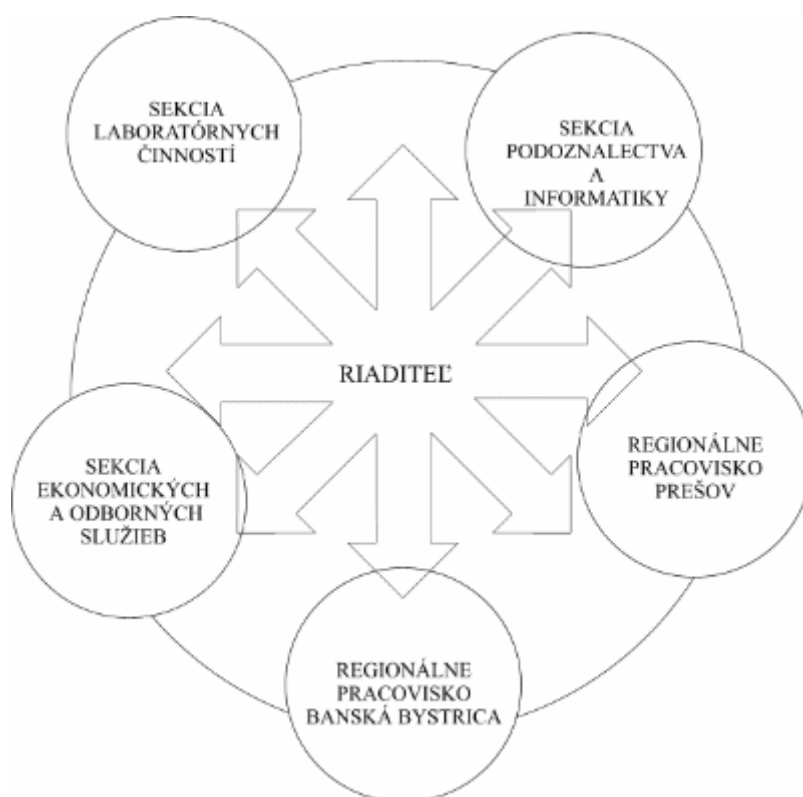 SEKCIA
LABORATÓRNYCH
ČINNOSTÍ
SEKCIA
PODOZNALECTVA
A
INFORMATIKY
RIADITEĽ
SEKCIA
EKONOMICKÝCH
A ODBORNÝCH
SLUŽIEB
REGIONÁLNE
PRACOVISKO
PREŠOV
REGIONÁLNE
PRACOVISKO
BANSKÁ BYSTRICA